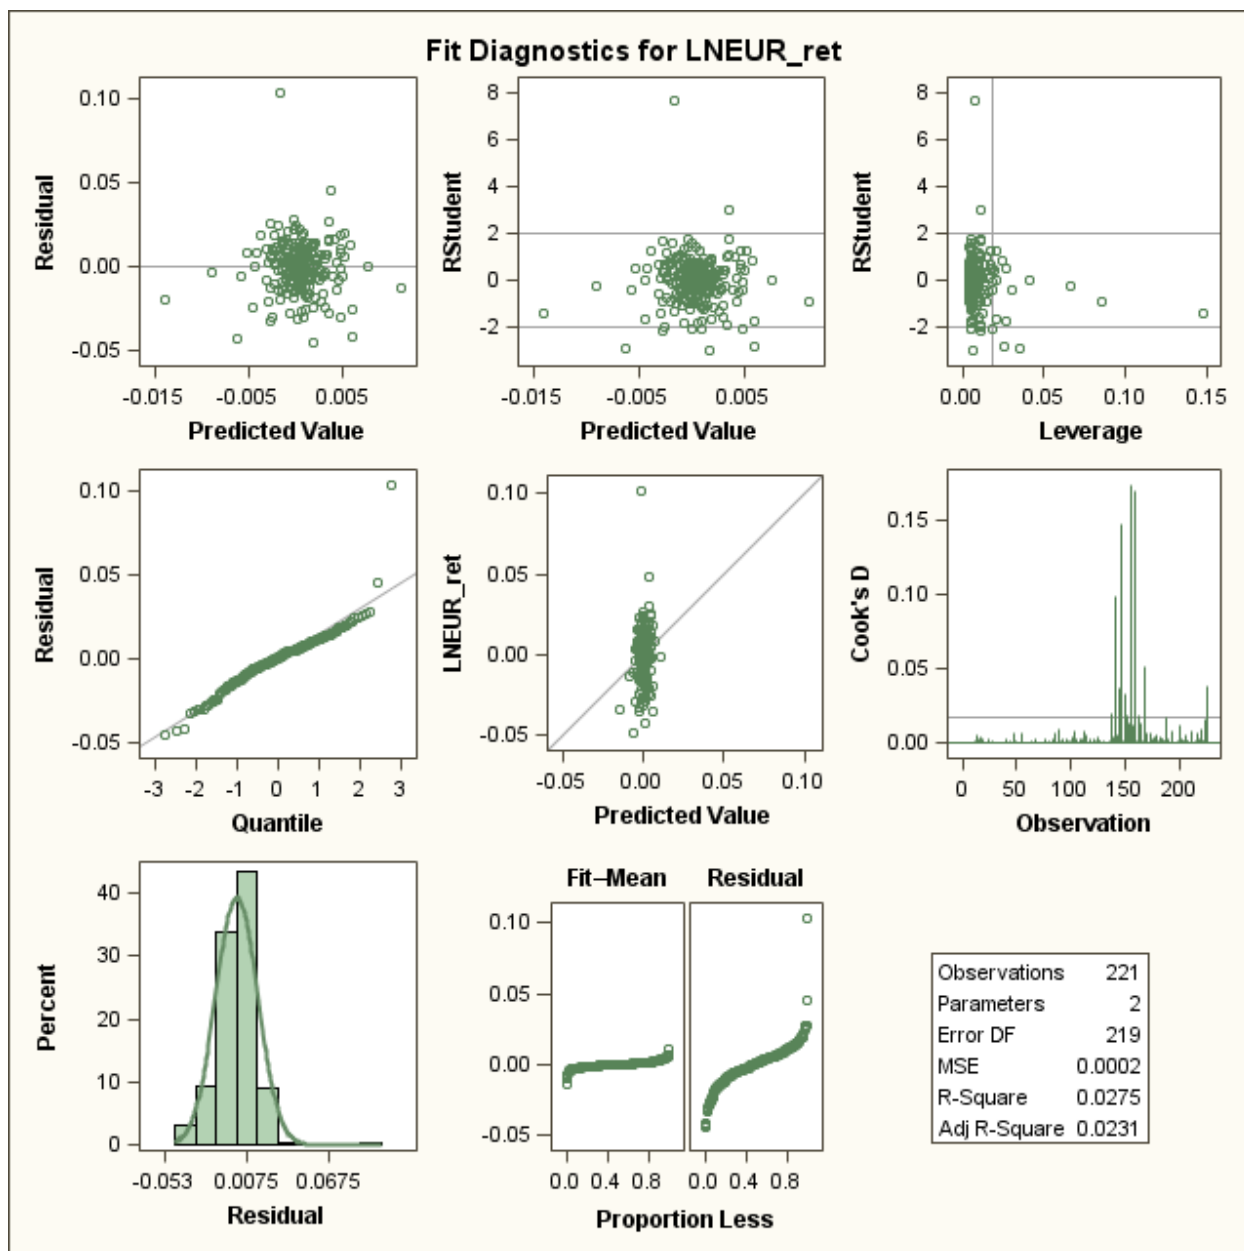 Fit Diagnostics for LNEUR_ret
0.10
0.05
0.00
-0.05
Residual
-0.015 -0.005 0.005
Predicted Value
8
6
4
2
0
-2
RStudent
-0.015 -0.005 0.005
Predicted Value
8
6
4
2
0
-2
RStudent
0.00 0.05 0.10 0.15
Leverage
0.10
0.05
0.00
-0.05
Residual
-3 -2 -1 0 1 2 3
Quantile
0.10
0.05
0.00
-0.05
LNEUR_ret
-0.05 0.00 0.05 0.10
Predicted Value
0.15
0.10
0.05
0.00
Cook's D
0 50 100 150 200
Observation
40
30
20
10
0
Percent
-0.053 0.0075 0.0675
Residual
Fit–Mean Residual
0.10
0.05
0.00
-0.05
0.0 0.4 0.8 0.0 0.4 0.8
Proportion Less
Observations 221
Parameters 2
Error DF 219
MSE 0.0002
R-Square 0.0275
Adj R-Square 0.0231